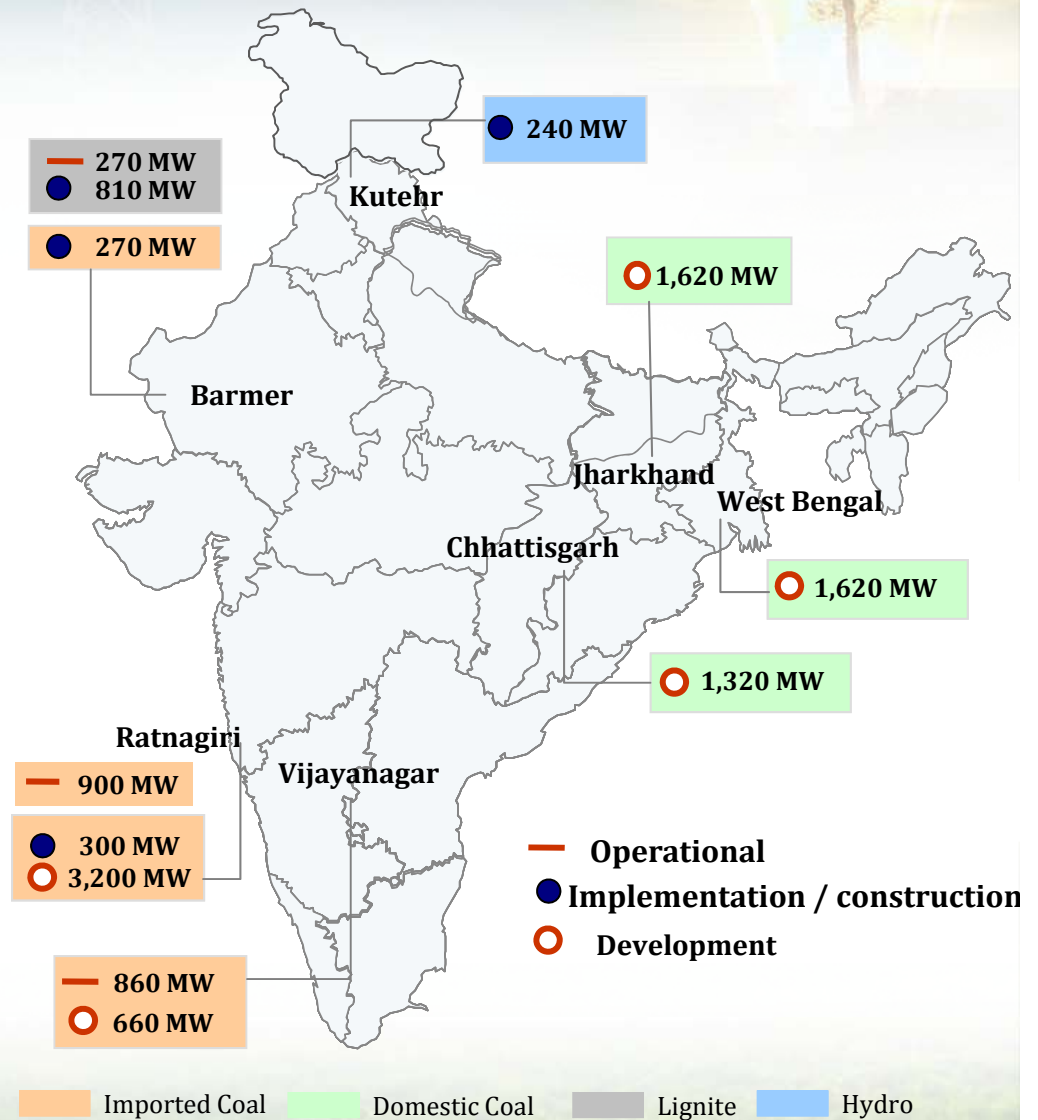 240 MW
270 MW
810 MW
Kutehr
270 MW
1,620 MW
Barmer
Jharkhand
West Bengal
Chhattisgarh
1,620 MW
1,320 MW
Ratnagiri
Vijayanagar
900 MW
300 MW
3,200 MW
Operational
Implementation / construction
Development
860 MW
660 MW
Imported Coal Domestic Coal Lignite Hydro